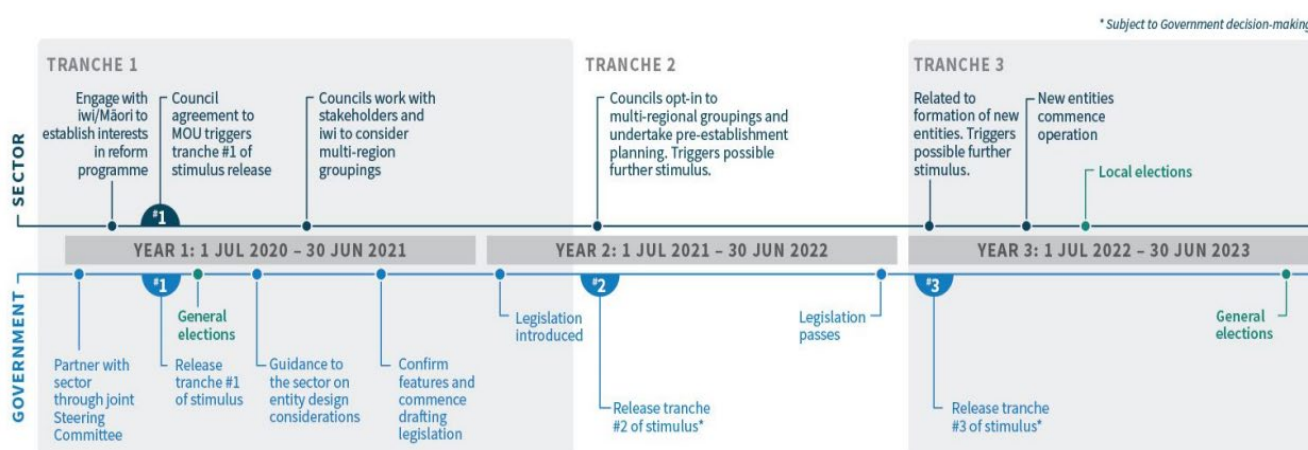 * Subject to Government decision-making
TRANCHE 1
TRANCHE 2
TRANCHE 3
SECTOR
Engage with
iwi/Māori to
establish interests
in reform
programme
Council
agreement to
MOU triggers
tranche #1 of
stimulus release
Councils work with
stakeholders and
iwi to consider
multi-region
groupings
Councils opt-in to
multi-regional groupings and
undertake pre-establishment
planning. Triggers possible
further stimulus.
Related to
formation of new
entities. Triggers
possible further
stimulus.
New entities
commence
operation
Local elections
#1
YEAR 1: 1 JUL 2020 – 30 JUN 2021
YEAR 2: 1 JUL 2021 – 30 JUN 2022
YEAR 3: 1 JUL 2022 – 30 JUN 2023
GOVERNMENT
#1
#2
#3
Partner with
sector
through joint
Steering
Committee
Release
tranche #1
of stimulus
General
elections
Guidance to
the sector on
entity design
considerations
Confirm
features and
commence
drafting
legislation
Legislation
introduced
Release tranche
#2 of stimulus*
Legislation
passes
Release tranche
#3 of stimulus*
General
elections